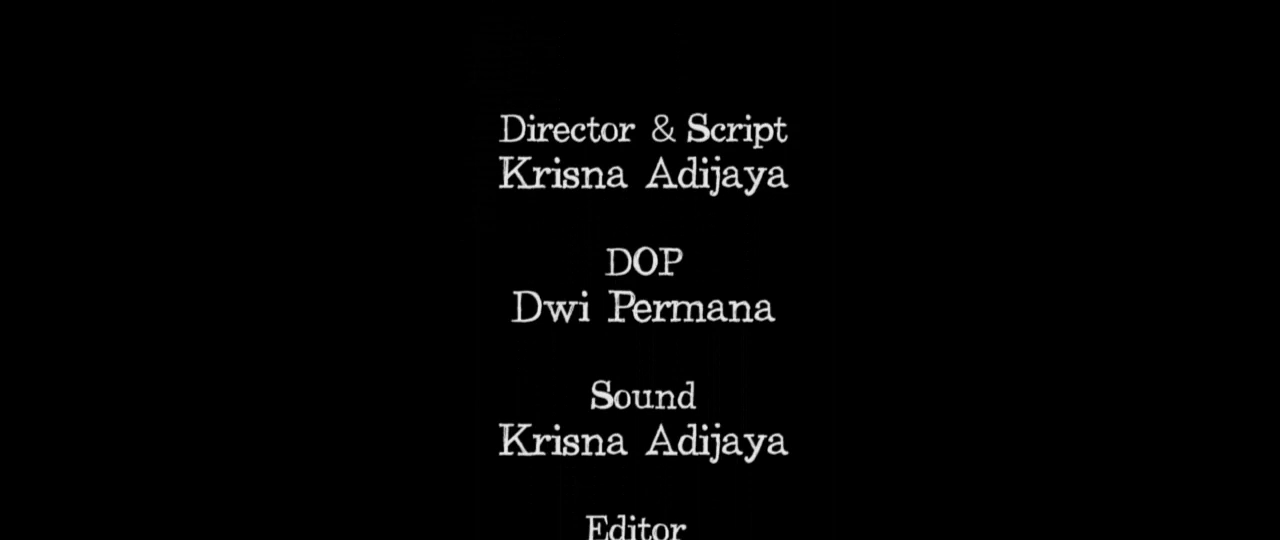 Director & Script
Krisna Adijaya
DOP
Dwi Permana
Sound
Krisna Adijaya
Editor